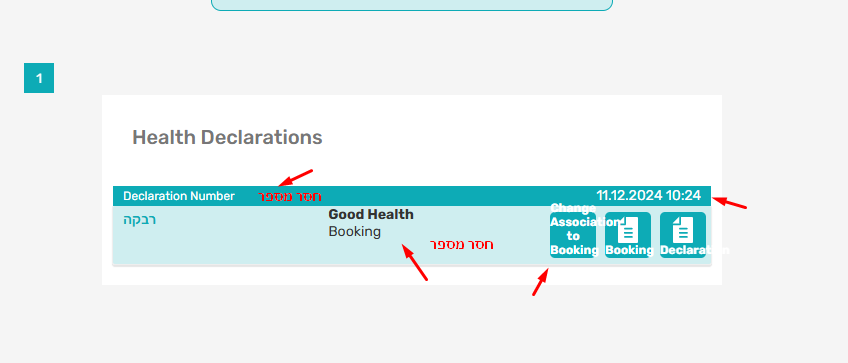 1
Health Declarations
Declaration Number חסר מספר 11.12.2024 10:24
רבקה
Good Health
Booking
חסר מספר
Change Association to Booking
Booking
Declaration